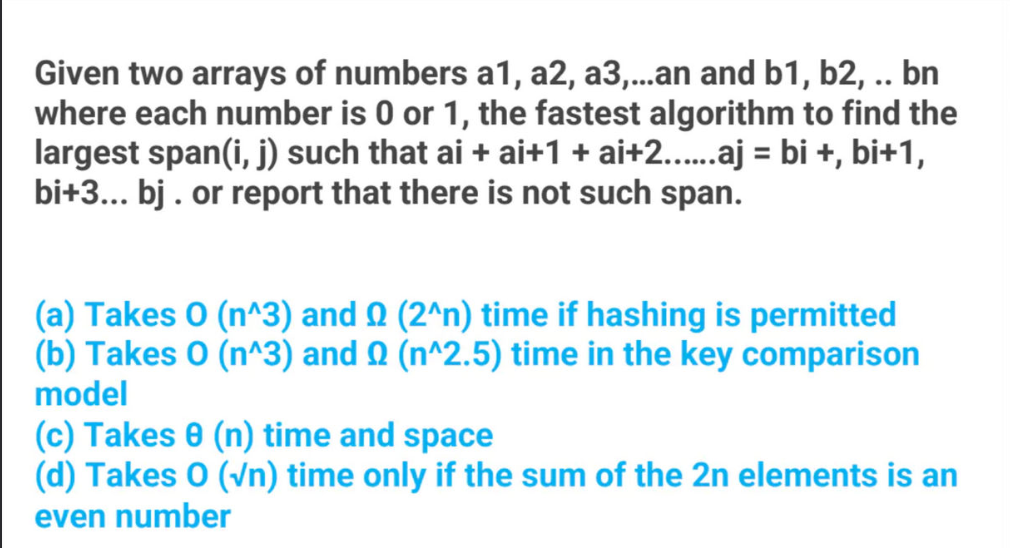 Given two arrays of numbers a1, a2, a3,...an and b1, b2, .. bn
where each number is 0 or 1, the fastest algorithm to find the
largest span(i, j) such that ai + ai+1 + ai+2......aj = bi +, bi+1,
bi+3... bj . or report that there is not such span.
(a) Takes O (n^3) and Ω (2^n) time if hashing is permitted
(b) Takes O (n^3) and Ω (n^2.5) time in the key comparison
model
(c) Takes θ (n) time and space
(d) Takes O (√n) time only if the sum of the 2n elements is an
even number